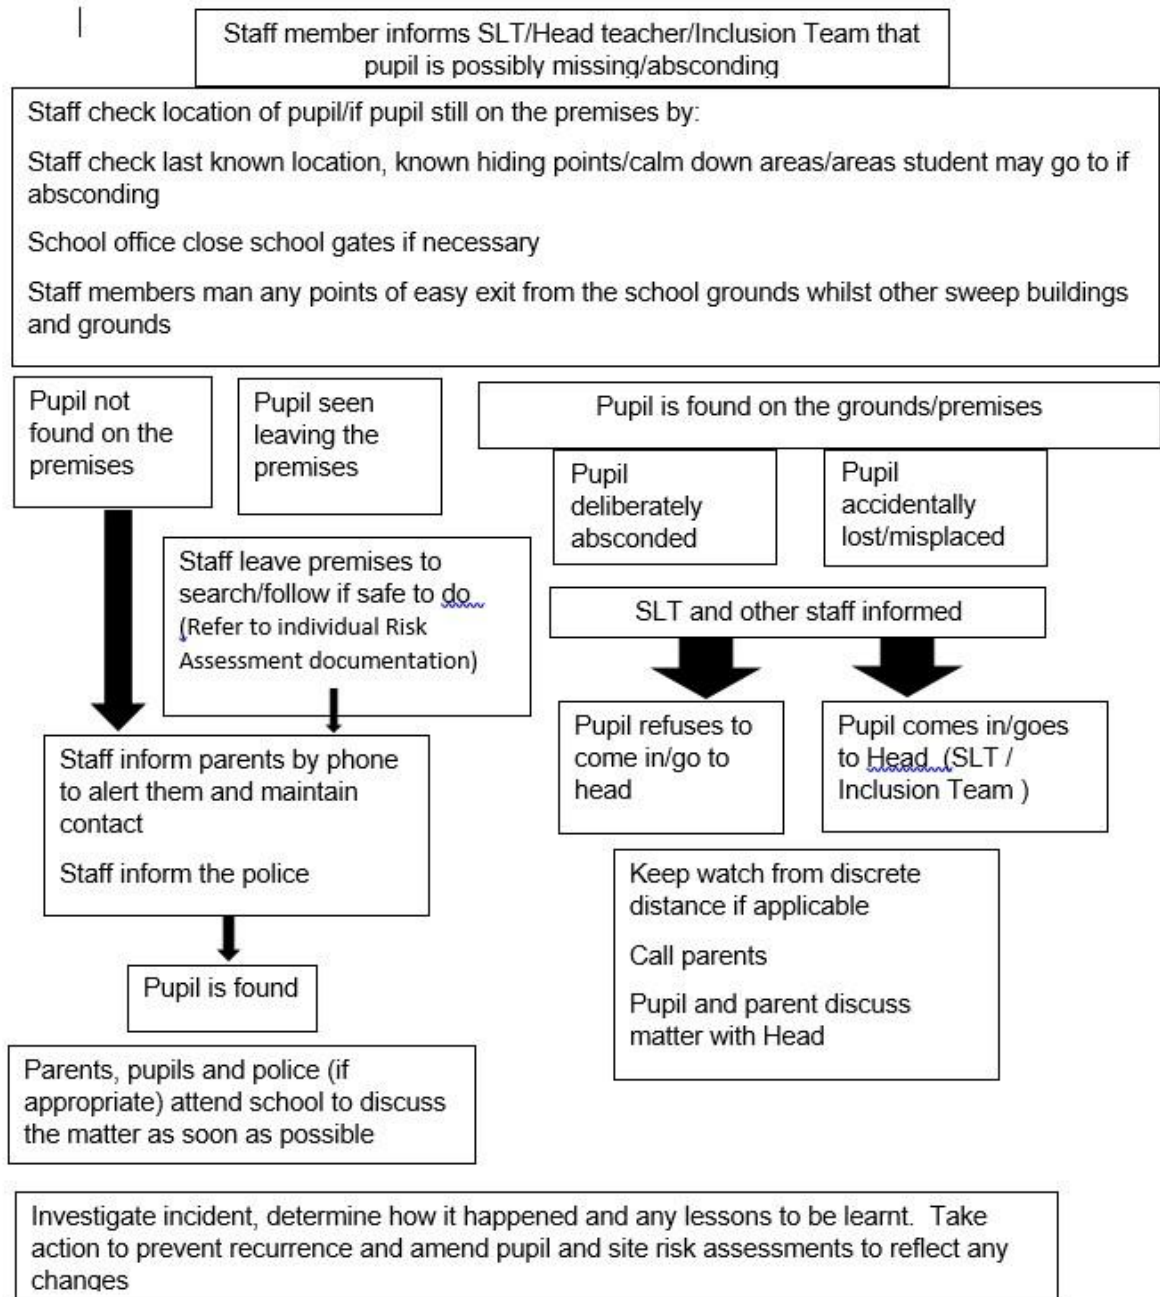 Staff member informs SLT/Head teacher/Inclusion Team that
pupil is possibly missing/absconding
Staff check location of pupil/if pupil still on the premises by:
Staff check last known location, known hiding points/calm down areas/areas student may go to if
absconding
School office close school gates if necessary
Staff members man any points of easy exit from the school grounds whilst other sweep buildings
and grounds
Pupil not
found on the
premises
Pupil seen
leaving the
premises
Pupil is found on the grounds/premises
Pupil
deliberately
absconded
Pupil
accidentally
lost/misplaced
Staff leave premises to
search/follow if safe to do
(Refer to individual Risk
Assessment documentation)
SLT and other staff informed
Pupil refuses to
come in/go to
head
Pupil comes in/goes
to Head (SLT /
Inclusion Team )
Staff inform parents by phone
to alert them and maintain
contact
Staff inform the police
Keep watch from discrete
distance if applicable
Call parents
Pupil and parent discuss
matter with Head
Pupil is found
Parents, pupils and police (if
appropriate) attend school to discuss
the matter as soon as possible
Investigate incident, determine how it happened and any lessons to be learnt. Take
action to prevent recurrence and amend pupil and site risk assessments to reflect any
changes